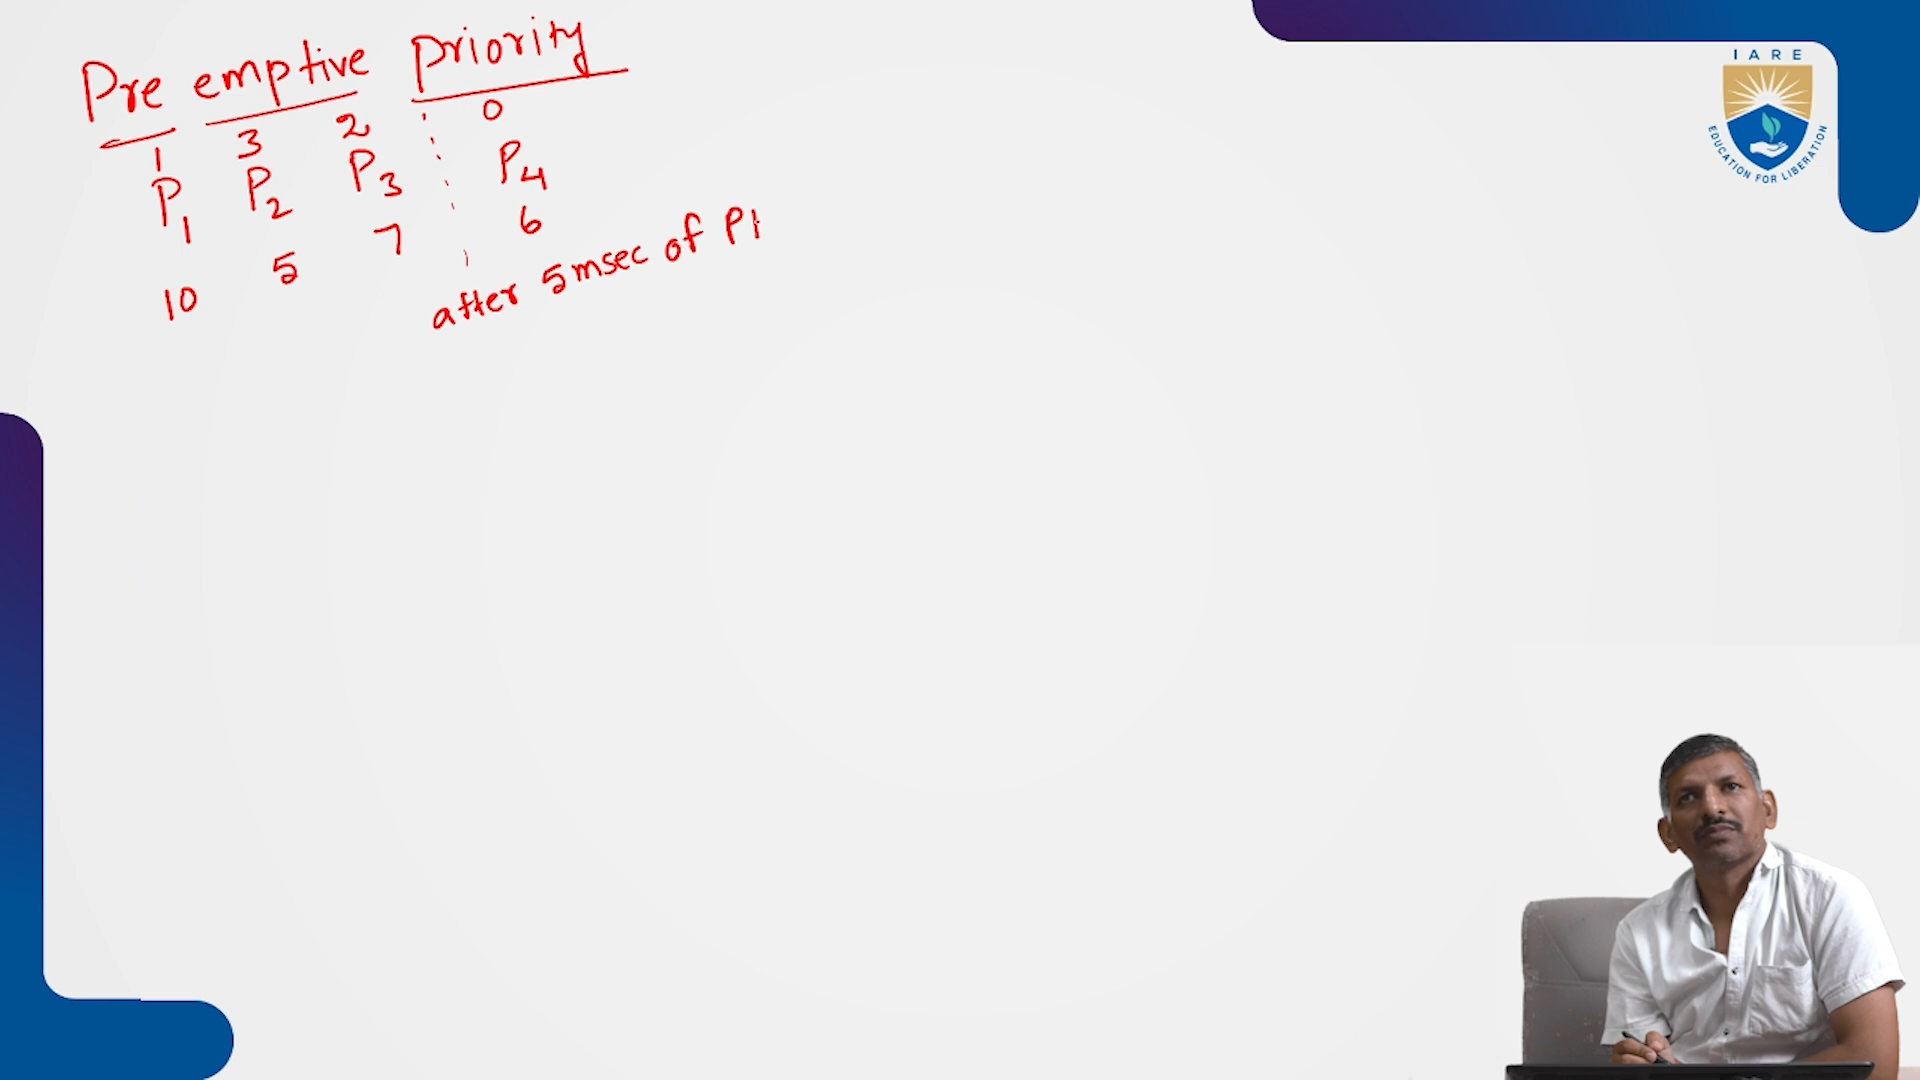 Pre emptive priority
1 3 2 0
P1 P2 P3 P4
10 5 7 6
after 5msec of P1
IARE
EDUCATION FOR LIBERATION